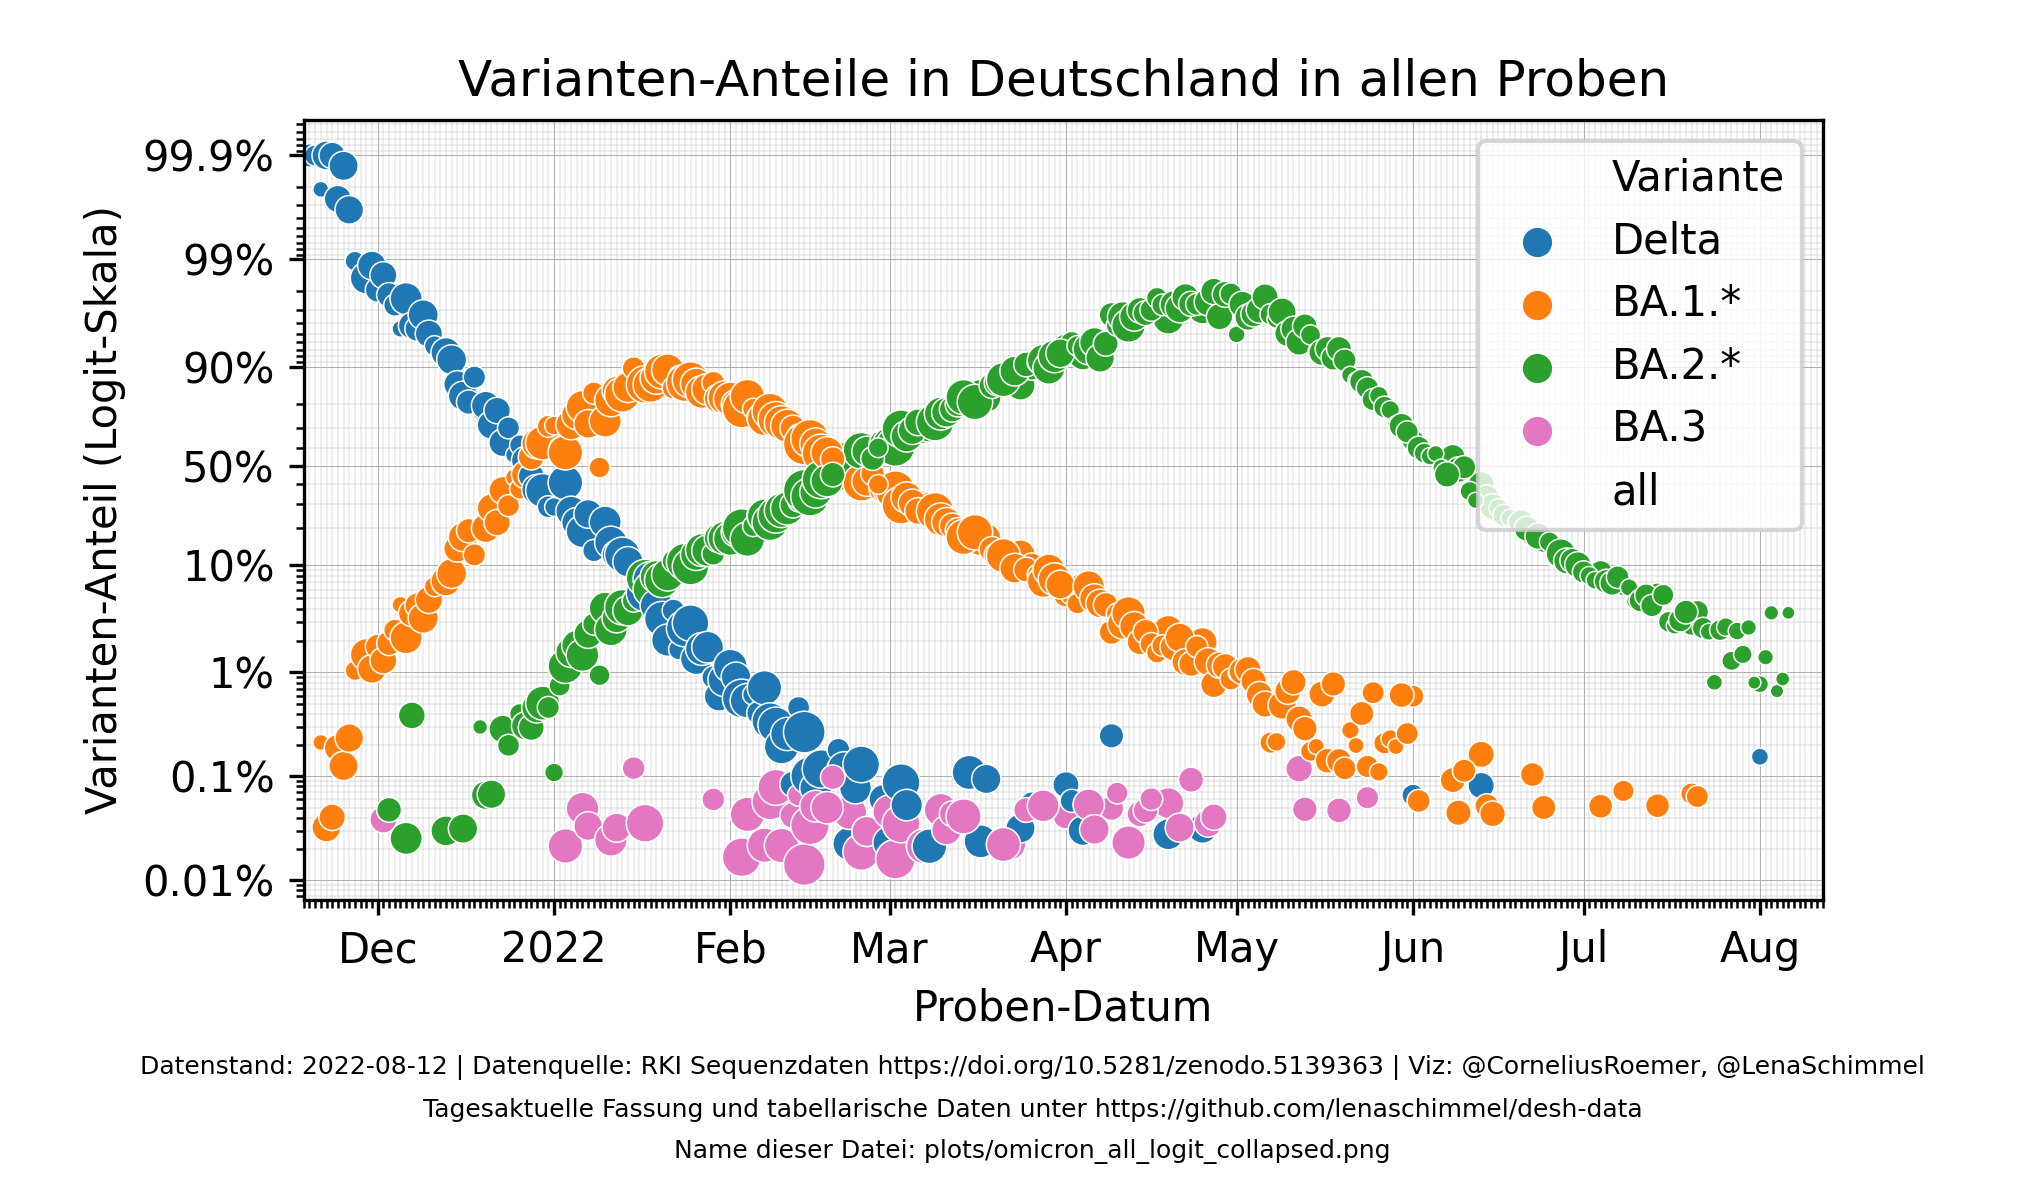 Varianten-Anteile in Deutschland in allen Proben
Varianten-Anteil (Logit-Skala)
99.9%
99%
90%
50%
10%
1%
0.1%
0.01%
Variante
Delta
BA.1.*
BA.2.*
BA.3
all
Dec 2022 Feb Mar Apr May Jun Jul Aug
Proben-Datum
Datenstand: 2022-08-12 | Datenquelle: RKI Sequenzdaten https://doi.org/10.5281/zenodo.5139363 | Viz: @CorneliusRoemer, @LenaSchimmel
Tagesaktuelle Fassung und tabellarische Daten unter https://github.com/lenaschimmel/desh-data
Name dieser Datei: plots/omicron_all_logit_collapsed.png